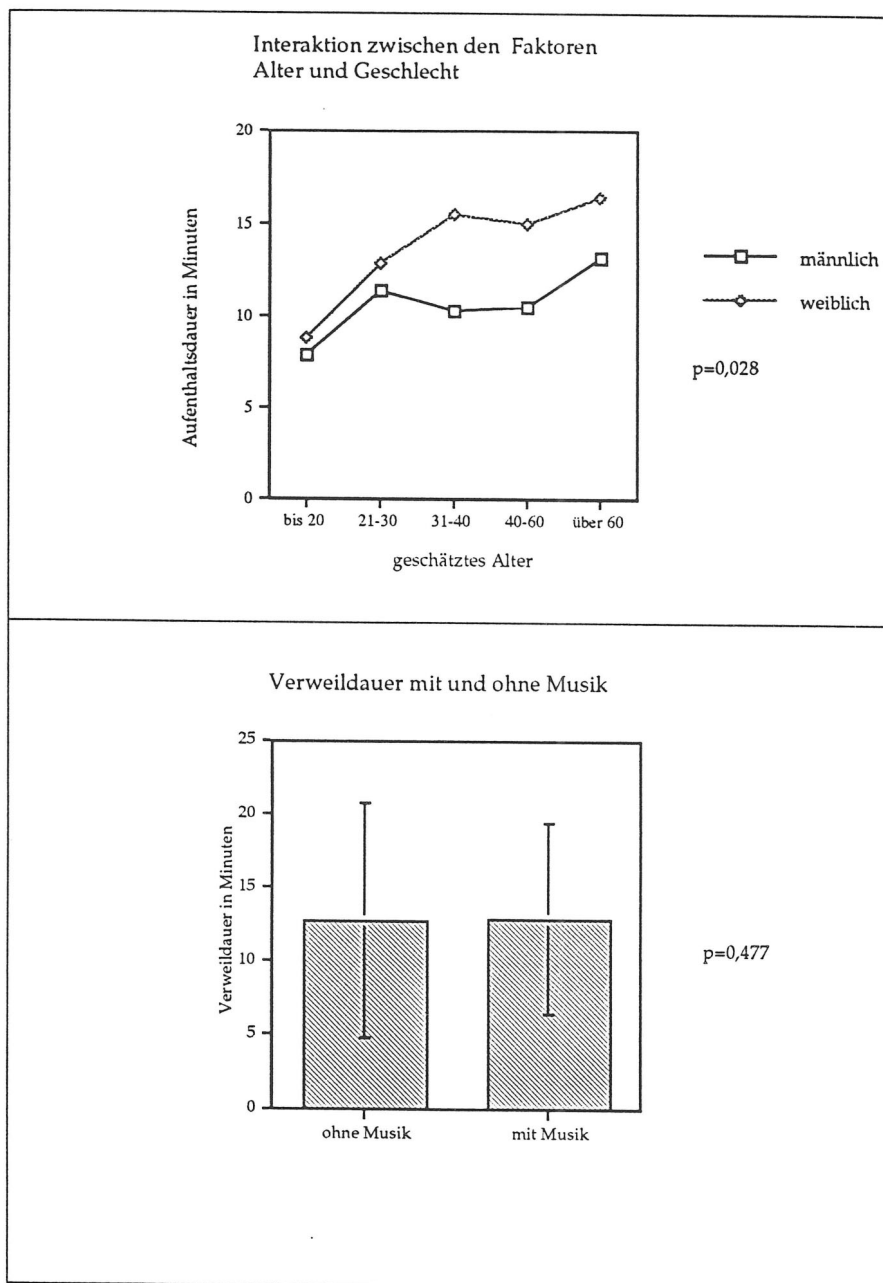 Interaktion zwischen den Faktoren
Alter und Geschlecht
20
15
10
5
0
Aufenthaltsdauer in Minuten
bis 20
21-30
31-40
40-60
über 60
geschätztes Alter
männlich
weiblich
p=0,028
Verweildauer mit und ohne Musik
25
20
15
10
5
0
Verweildauer in Minuten
ohne Musik
mit Musik
p=0,477